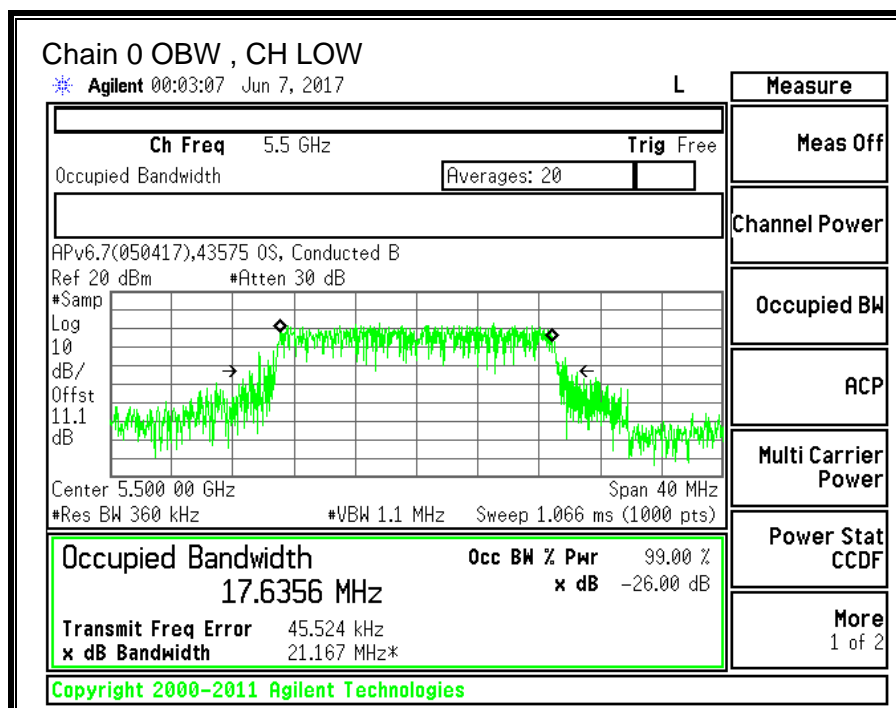 Chain 0 OBW , CH LOW
Agilent 00:03:07 Jun 7, 2017 L
Measure
Ch Freq 5.5 GHz Trig Free
Meas Off
Occupied Bandwidth Averages: 20
Channel Power
APv6.7(050417),43575 OS, Conducted B
Ref 20 dBm #Atten 30 dB
#Samp
Log
10
dB/
Offst
11.1
dB
Occupied BW
ACP
Multi Carrier
Power
Center 5.500 00 GHz Span 40 MHz
#Res BW 360 kHz #VBW 1.1 MHz Sweep 1.066 ms (1000 pts)
Power Stat
CCDF
Occupied Bandwidth Occ BW % Pwr 99.00 %
17.6356 MHz x dB -26.00 dB
Transmit Freq Error 45.524 kHz
x dB Bandwidth 21.167 MHz*
More
1 of 2
Copyright 2000-2011 Agilent Technologies